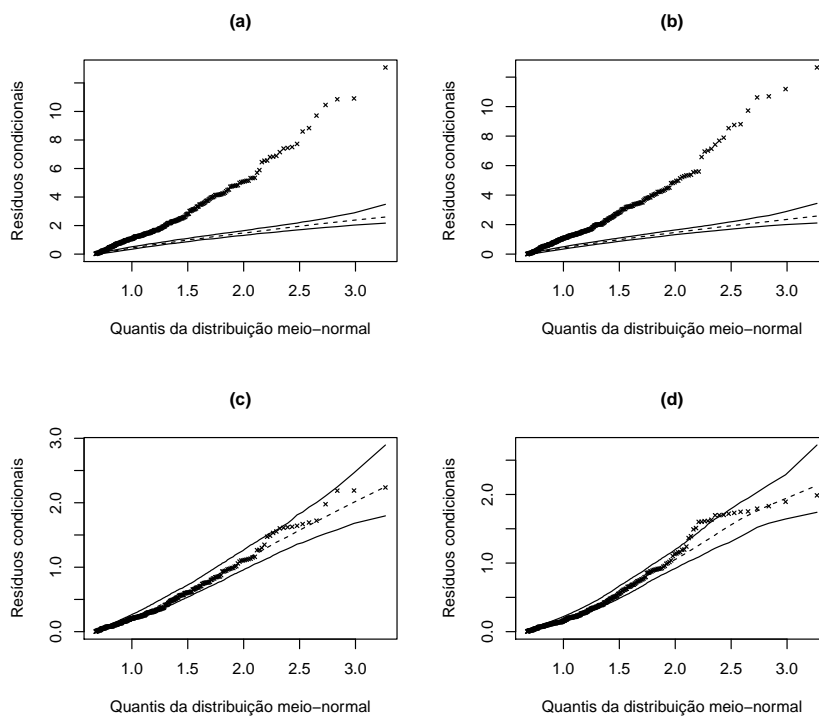 (a)
Resíduos condicionais
0 2 4 6 8 10
1.0 1.5 2.0 2.5 3.0
Quantis da distribuição meio−normal
(b)
Resíduos condicionais
0 2 4 6 8 10
1.0 1.5 2.0 2.5 3.0
Quantis da distribuição meio−normal
(c)
Resíduos condicionais
0.0 1.0 2.0 3.0
1.0 1.5 2.0 2.5 3.0
Quantis da distribuição meio−normal
(d)
Resíduos condicionais
0.0 1.0 2.0
1.0 1.5 2.0 2.5 3.0
Quantis da distribuição meio−normal